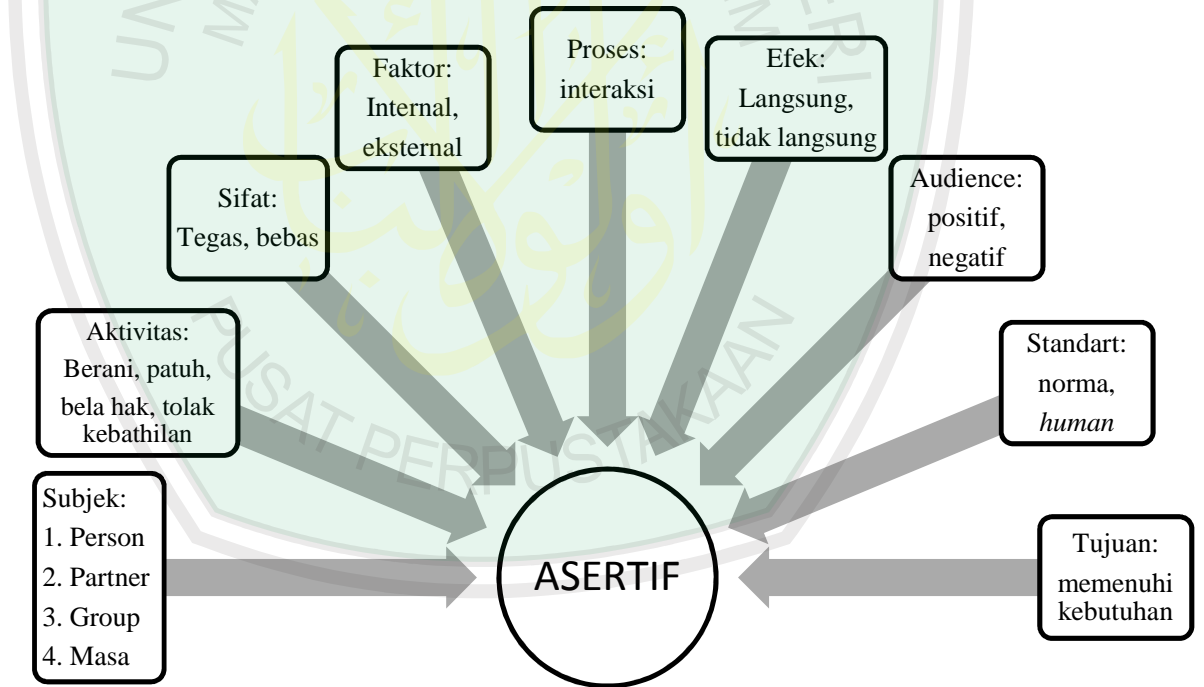 Proses:
interaksi
Efek:
Langsung,
tidak langsung
Faktor:
Internal,
eksternal
Audience:
positif,
negatif
Sifat:
Tegas, bebas
Aktivitas:
Berani, patuh,
bela hak, tolak
kebathilan
Standart:
norma,
human
Subjek:
1. Person
2. Partner
3. Group
4. Masa
ASERTIF
Tujuan:
memenuhi
kebutuhan
PUSAT PERPUSTAKAAN